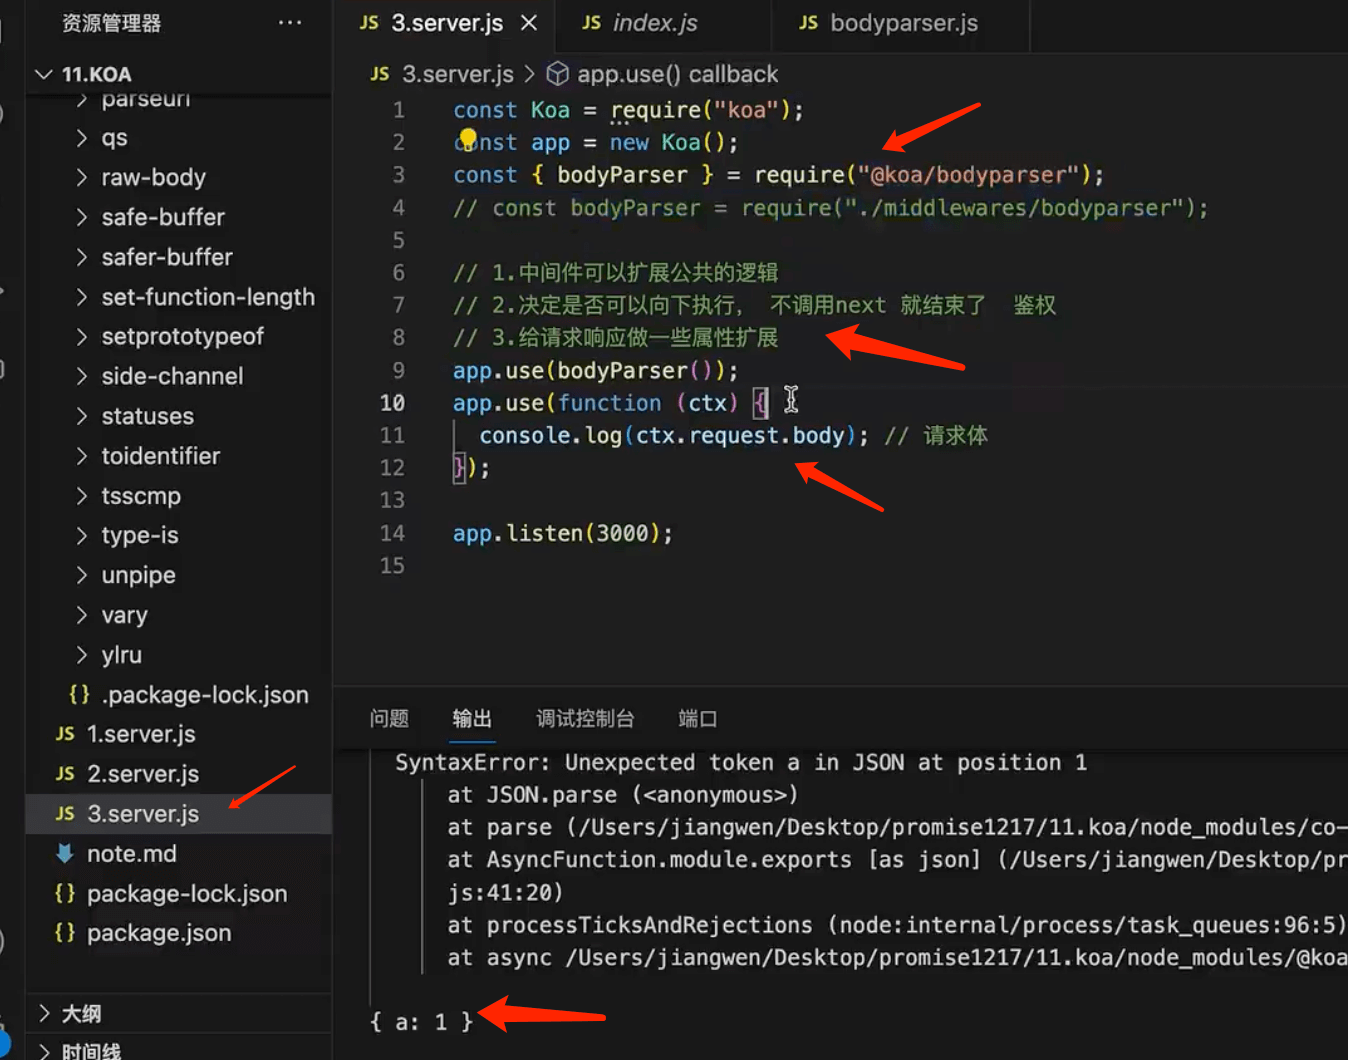 资源管理器 ···
11.KOA
parseurl
qs
raw-body
safe-buffer
safer-buffer
set-function-length
setprototypeof
side-channel
statuses
toidentifier
tsscmp
type-is
unpipe
vary
ylru
{} .package-lock.json
JS 1.server.js
JS 2.server.js
JS 3.server.js
note.md
{} package-lock.json
{} package.json
大纲
时间线
JS 3.server.js
JS index.js
JS bodyparser.js
JS 3.server.js > app.use() callback
1 const Koa = require("koa");
2 const app = new Koa();
3 const { bodyParser } = require("@koa/bodyparser");
4 // const bodyParser = require("./middlewares/bodyparser");
5
6 // 1.中间件可以扩展公共的逻辑
7 // 2.决定是否可以向下执行， 不调用next 就结束了 鉴权
8 // 3.给请求响应做一些属性扩展
9 app.use(bodyParser());
10 app.use(function (ctx) {
11 console.log(ctx.request.body); // 请求体
12 });
13
14 app.listen(3000);
15
问题 输出 调试控制台 端口
SyntaxError: Unexpected token a in JSON at position 1
at JSON.parse (<anonymous>)
at parse (/Users/jiangwen/Desktop/promise1217/11.koa/node_modules/co-
at AsyncFunction.module.exports [as json] (/Users/jiangwen/Desktop/pr
js:41:20)
at processTicksAndRejections (node:internal/process/task_queues:96:5)
at async /Users/jiangwen/Desktop/promise1217/11.koa/node_modules/@koa
{ a: 1 }